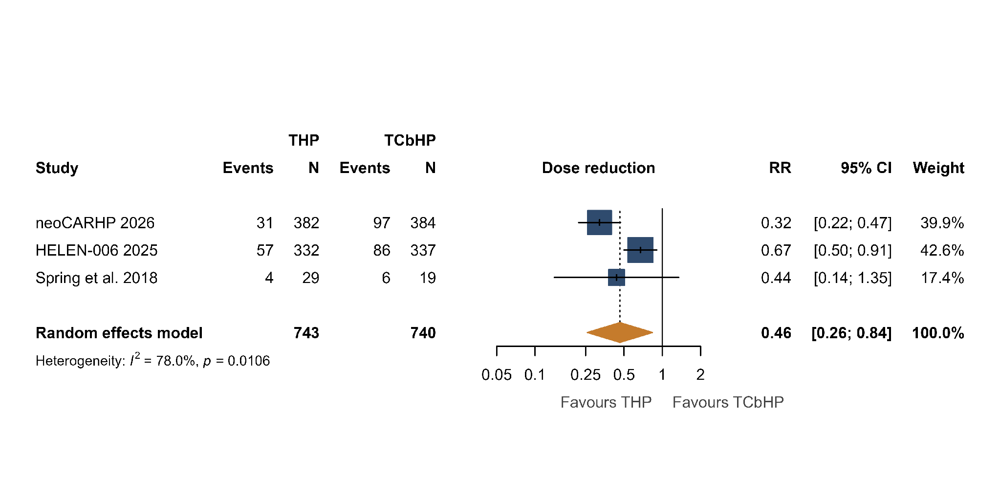 THP TCbHP
Study Events N Events N Dose reduction RR 95% CI Weight
neoCARHP 2026 31 382 97 384 0.32 [0.22; 0.47] 39.9%
HELEN-006 2025 57 332 86 337 0.67 [0.50; 0.91] 42.6%
Spring et al. 2018 4 29 6 19 0.44 [0.14; 1.35] 17.4%
Random effects model 743 740 0.46 [0.26; 0.84] 100.0%
Heterogeneity: I² = 78.0%, p = 0.0106
0.05 0.1 0.25 0.5 1 2
Favours THP Favours TCbHP